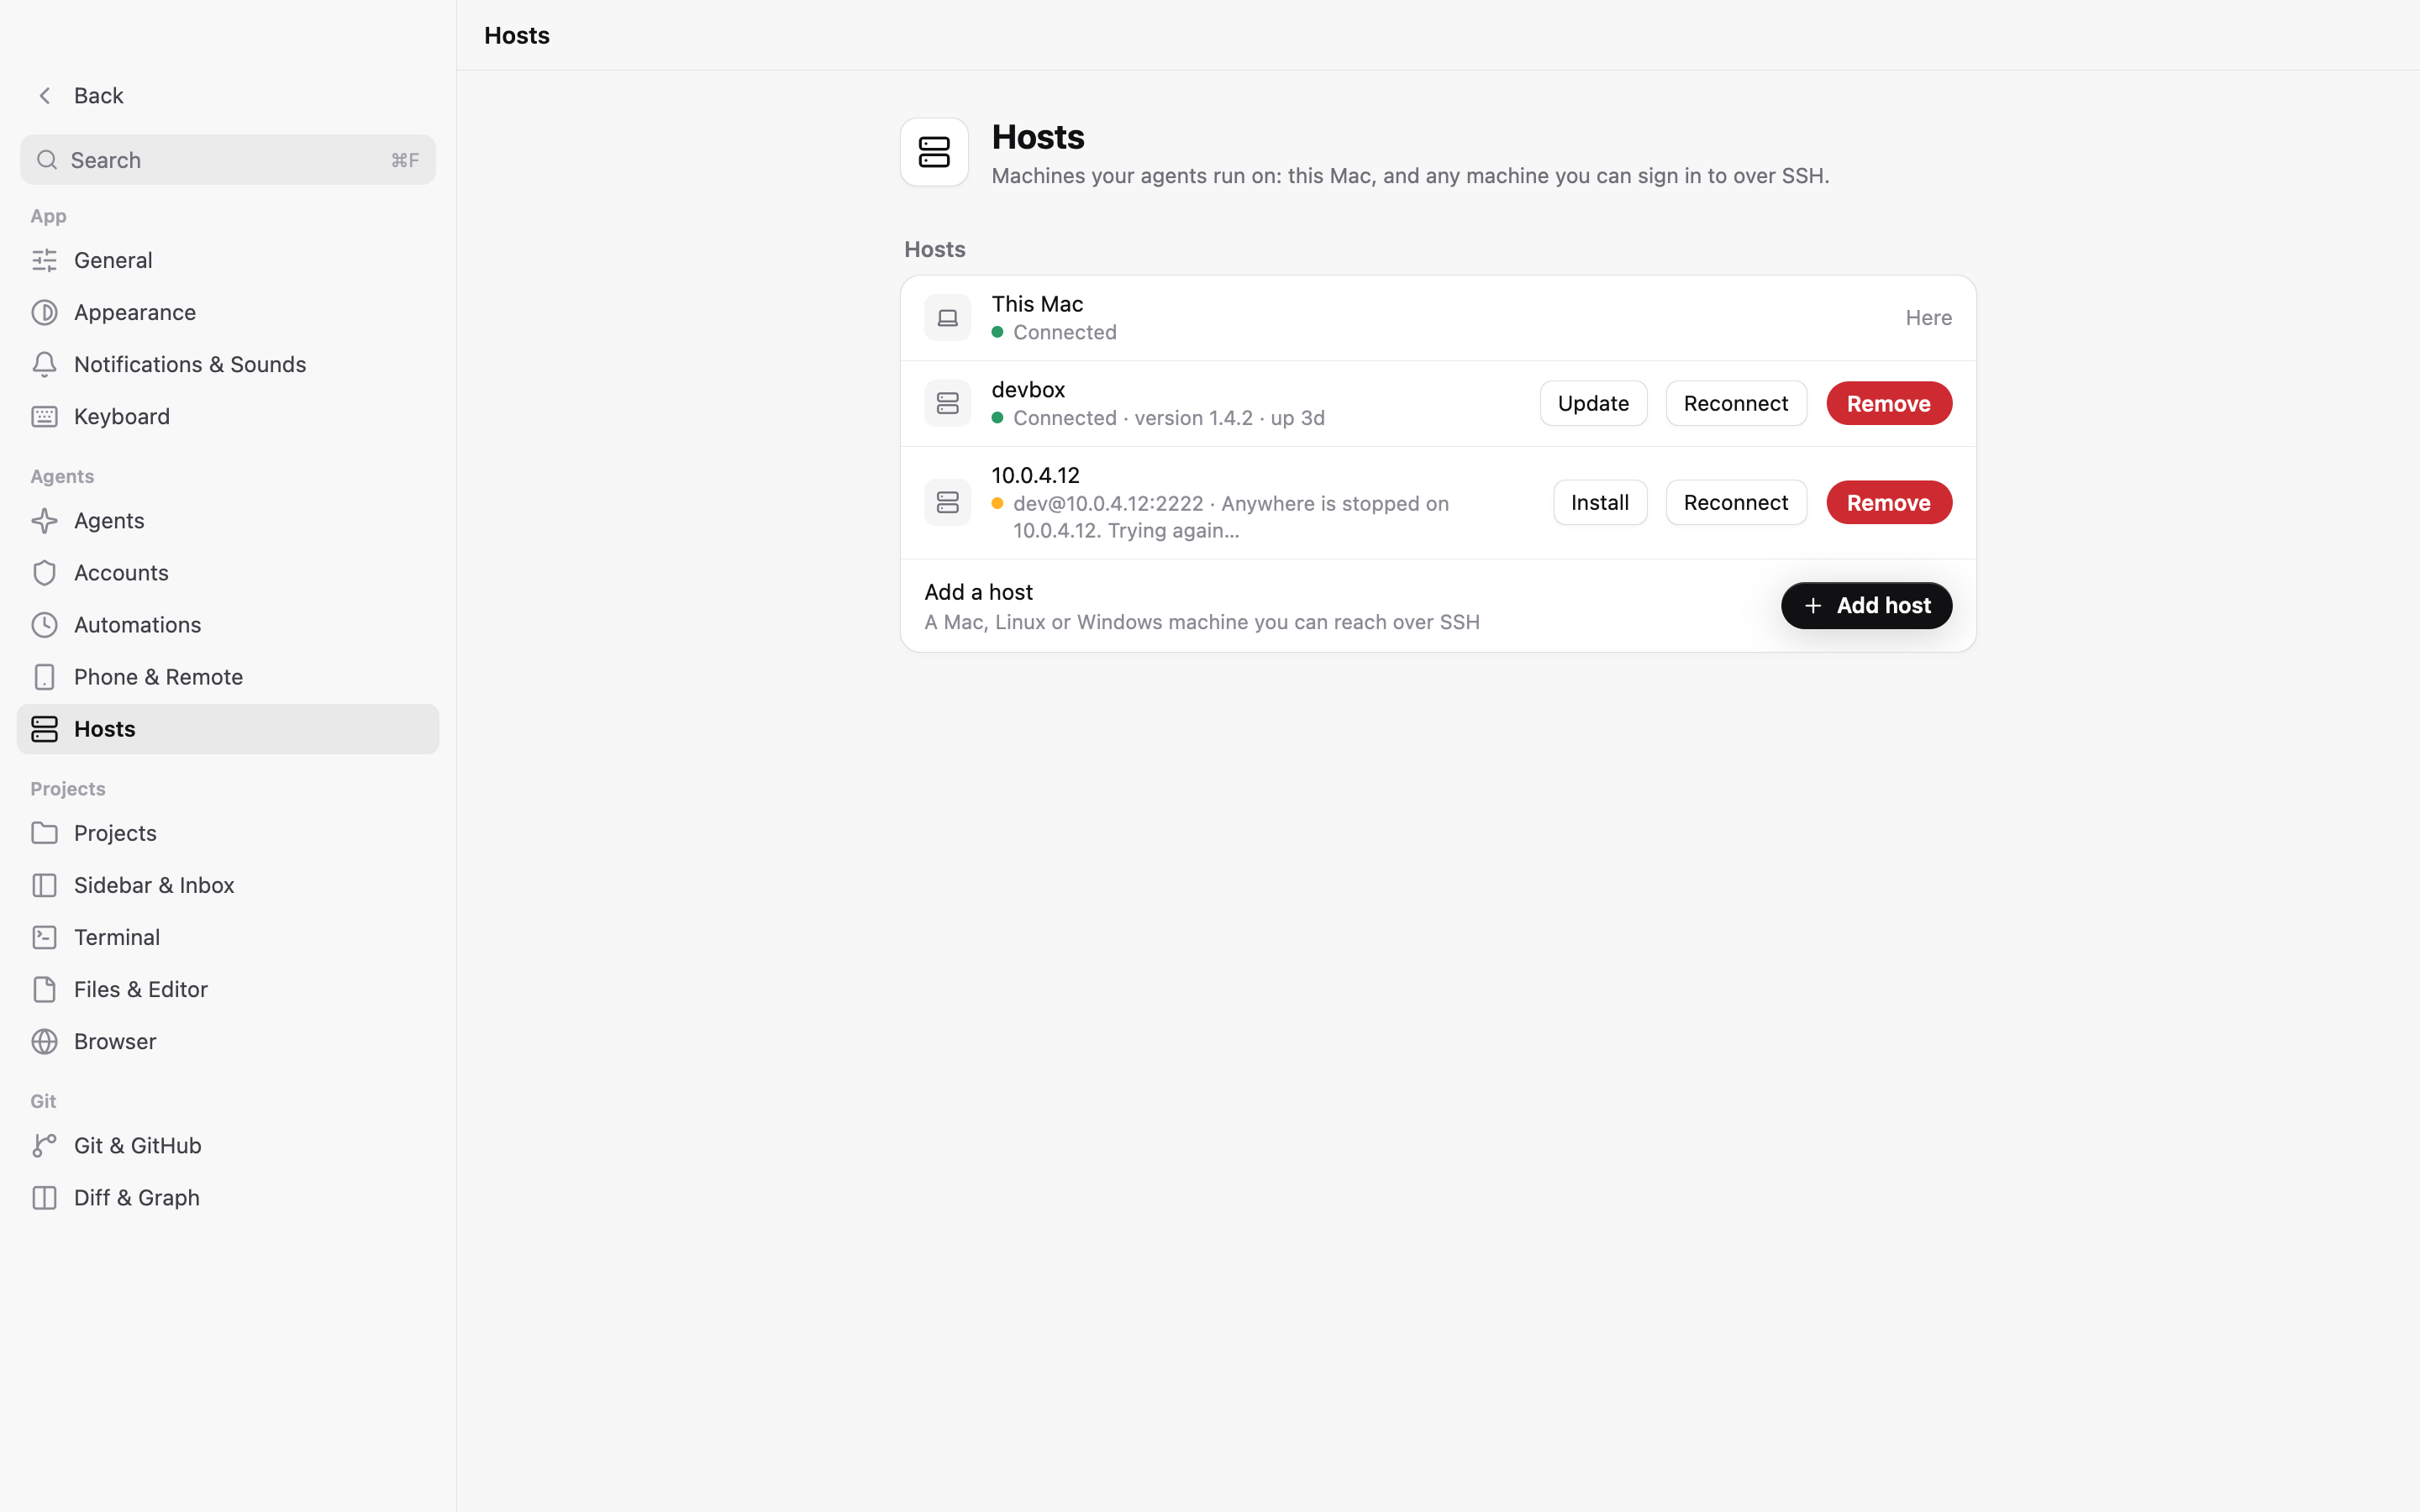 Hosts
Back
Search ⌘F
App
General
Appearance
Notifications & Sounds
Keyboard
Agents
Agents
Accounts
Automations
Phone & Remote
Hosts
Projects
Projects
Sidebar & Inbox
Terminal
Files & Editor
Browser
Git
Git & GitHub
Diff & Graph
Hosts
Machines your agents run on: this Mac, and any machine you can sign in to over SSH.
Hosts
This Mac
Connected
Here
devbox
Connected · version 1.4.2 · up 3d
Update Reconnect Remove
10.0.4.12
dev@10.0.4.12:2222 · Anywhere is stopped on
10.0.4.12. Trying again...
Install Reconnect Remove
Add a host
A Mac, Linux or Windows machine you can reach over SSH
+ Add host